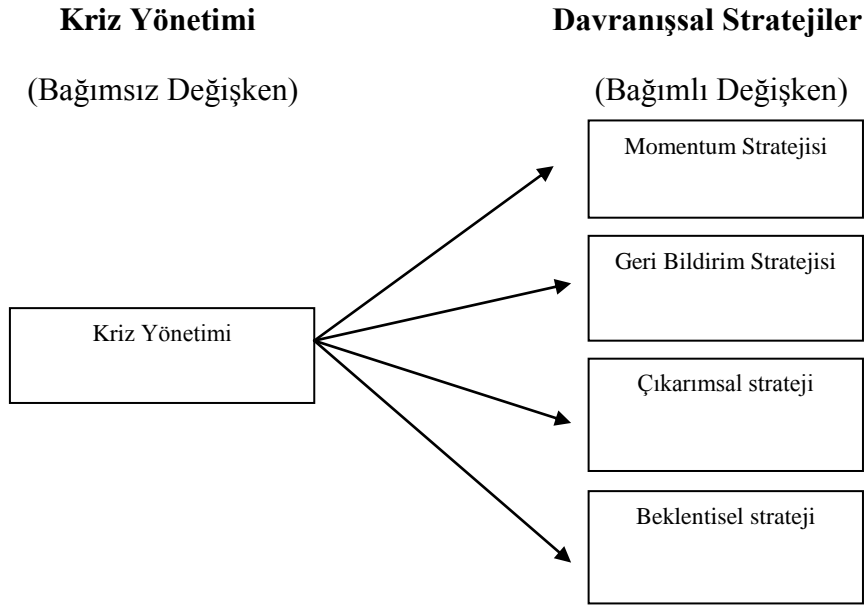 Kriz Yönetimi
Davranışsal Stratejiler
(Bağımsız Değişken)
(Bağımlı Değişken)
Momentum Stratejisi
Geri Bildirim Stratejisi
Kriz Yönetimi
Çıkarımsal strateji
Beklentisel strateji